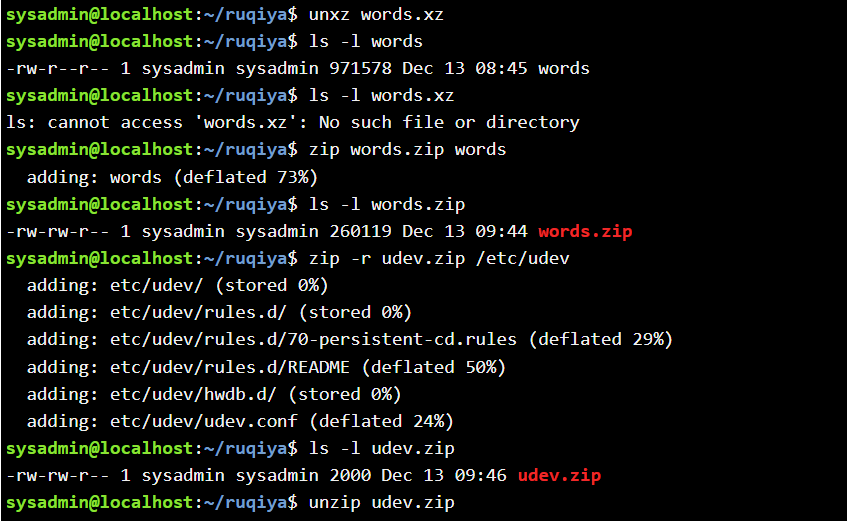 sysadmin@localhost:~/ruqiya$ unxz words.xz
sysadmin@localhost:~/ruqiya$ ls -l words
-rw-r--r-- 1 sysadmin sysadmin 971578 Dec 13 08:45 words
sysadmin@localhost:~/ruqiya$ ls -l words.xz
ls: cannot access 'words.xz': No such file or directory
sysadmin@localhost:~/ruqiya$ zip words.zip words
  adding: words (deflated 73%)
sysadmin@localhost:~/ruqiya$ ls -l words.zip
-rw-rw-r-- 1 sysadmin sysadmin 260119 Dec 13 09:44 words.zip
sysadmin@localhost:~/ruqiya$ zip -r udev.zip /etc/udev
  adding: etc/udev/ (stored 0%)
  adding: etc/udev/rules.d/ (stored 0%)
  adding: etc/udev/rules.d/70-persistent-cd.rules (deflated 29%)
  adding: etc/udev/rules.d/README (deflated 50%)
  adding: etc/udev/hwdb.d/ (stored 0%)
  adding: etc/udev/udev.conf (deflated 24%)
sysadmin@localhost:~/ruqiya$ ls -l udev.zip
-rw-rw-r-- 1 sysadmin sysadmin 2000 Dec 13 09:46 udev.zip
sysadmin@localhost:~/ruqiya$ unzip udev.zip